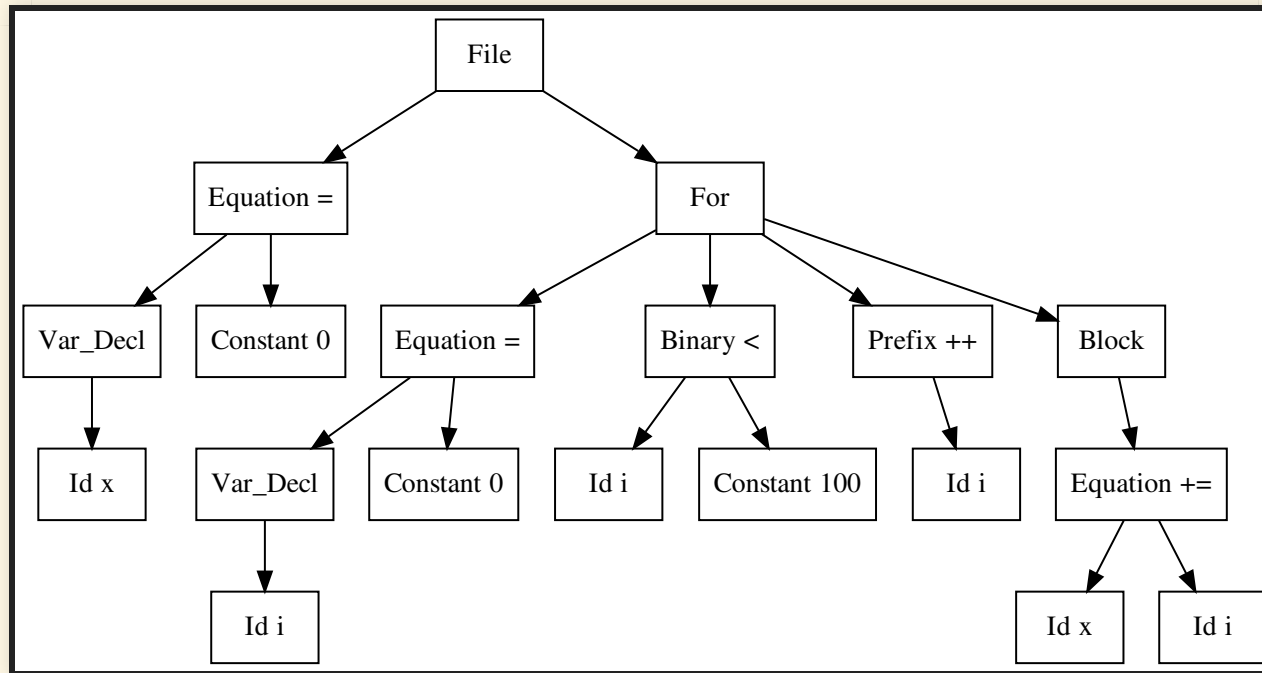 File
Equation =
For
Var_Decl
Constant 0
Equation =
Binary <
Prefix ++
Block
Id x
Var_Decl
Constant 0
Id i
Constant 100
Id i
Equation +=
Id i
Id x
Id i